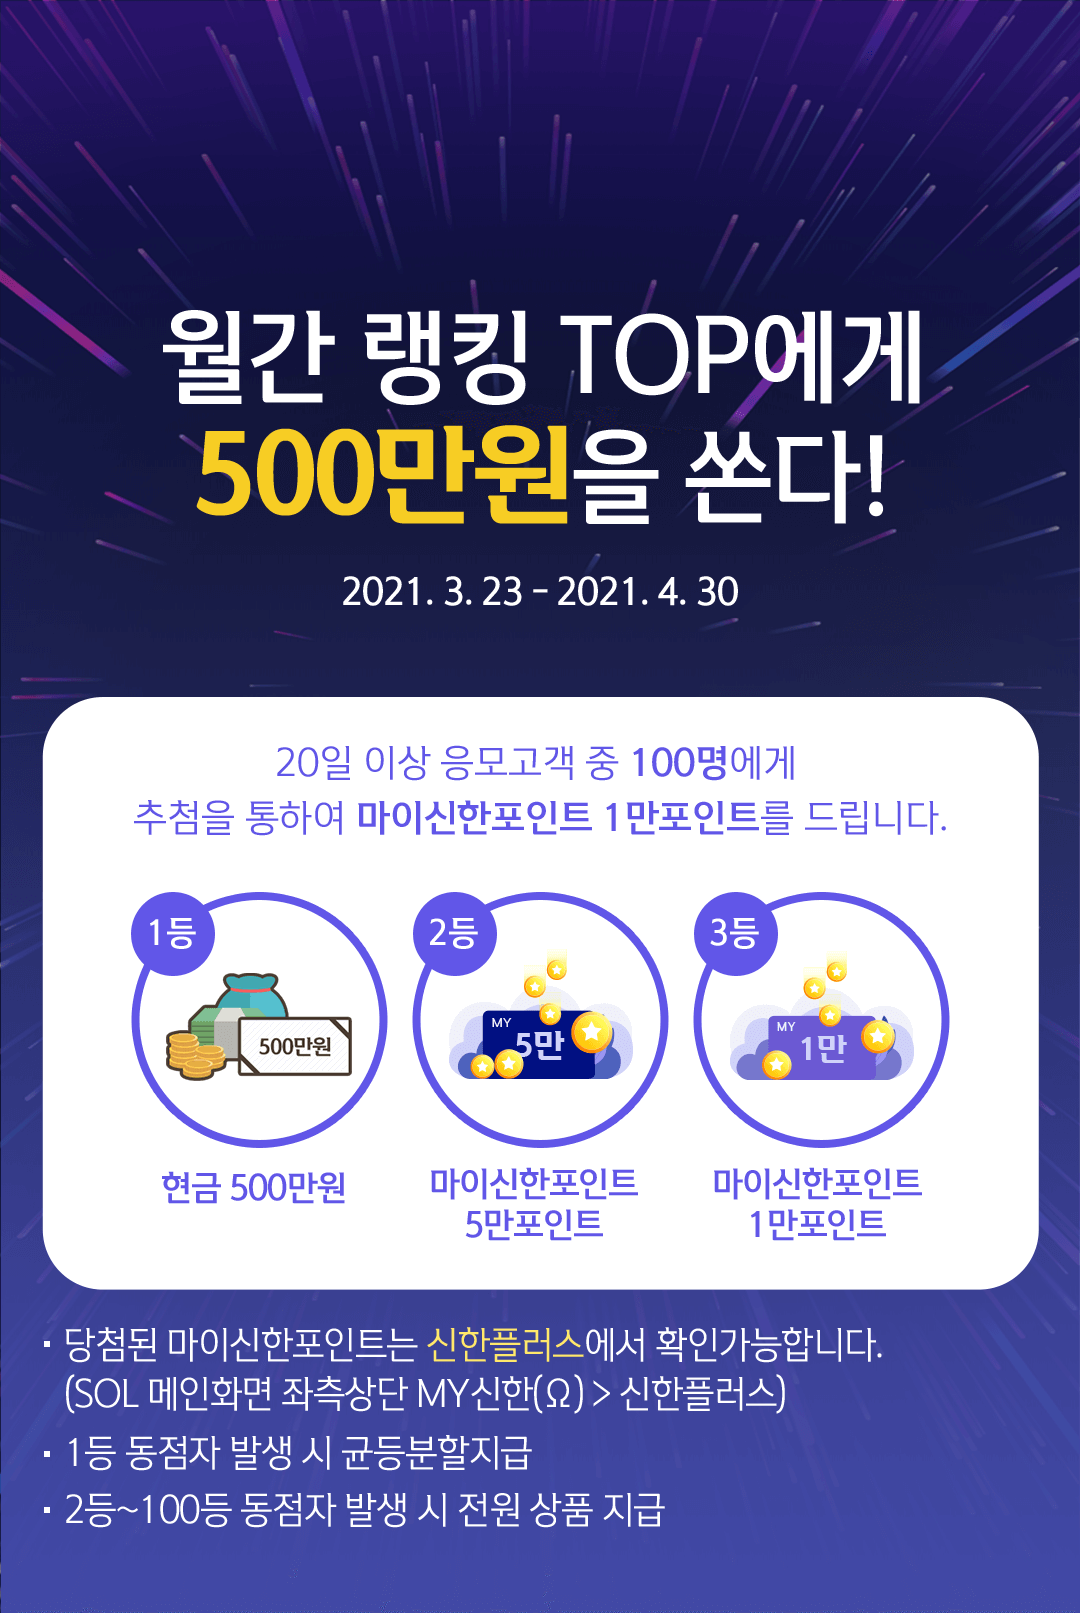 월간 랭킹 TOP에게
500만원을 쏜다!
2021. 3. 23 - 2021. 4. 30
20일 이상 응모고객 중 100명에게
추첨을 통하여 마이신한포인트 1만포인트를 드립니다.
1등
500만원
현금 500만원
2등
MY
5만
마이신한포인트
5만포인트
3등
MY
1만
마이신한포인트
1만포인트
· 당첨된 마이신한포인트는 신한플러스에서 확인가능합니다.
(SOL 메인화면 좌측상단 MY신한(Ω) > 신한플러스)
· 1등 동점자 발생 시 균등분할지급
· 2등~100등 동점자 발생 시 전원 상품 지급